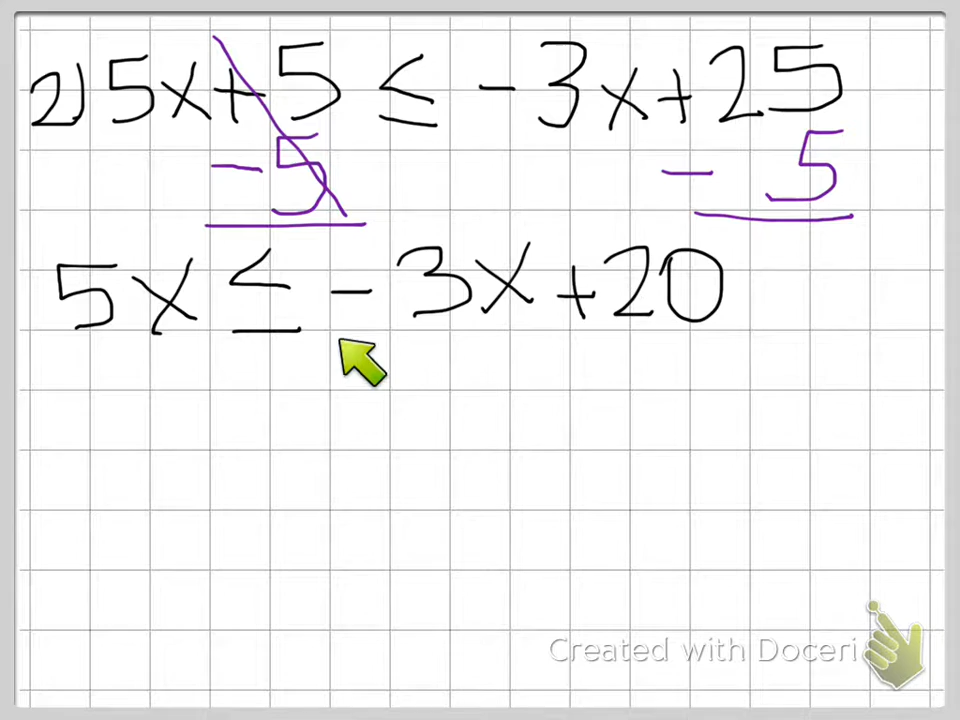 2) 5x + 5 ≤ -3x + 25
- 5 - 5
5x ≤ -3x + 20
Created with Doceri